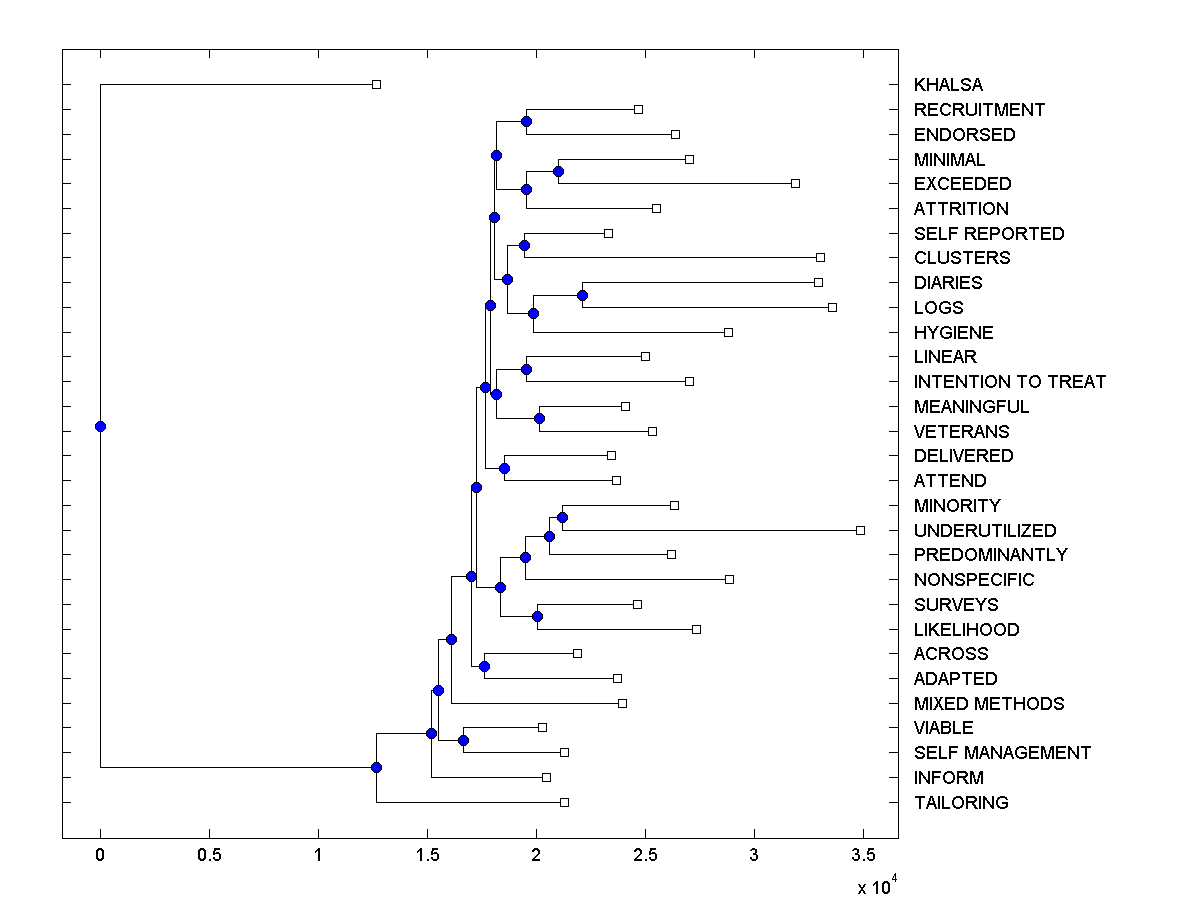 KHALSA
RECRUITMENT
ENDORSED
MINIMAL
EXCEEDED
ATTRITION
SELF REPORTED
CLUSTERS
DIARIES
LOGS
HYGIENE
LINEAR
INTENTION TO TREAT
MEANINGFUL
VETERANS
DELIVERED
ATTEND
MINORITY
UNDERUTILIZED
PREDOMINANTLY
NONSPECIFIC
SURVEYS
LIKELIHOOD
ACROSS
ADAPTED
MIXED METHODS
VIABLE
SELF MANAGEMENT
INFORM
TAILORING
0 0.5 1 1.5 2 2.5 3 3.5
x 10^4